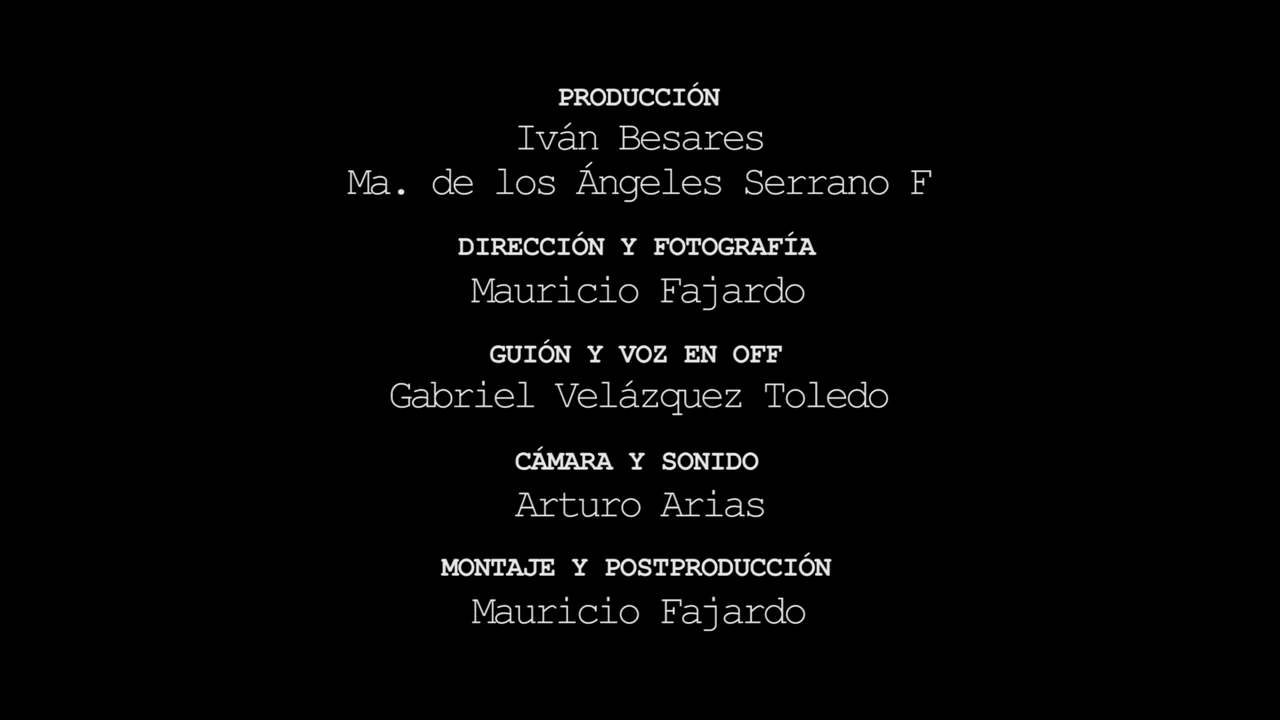 PRODUCCIÓN
Iván Besares
Ma. de los Ángeles Serrano F
DIRECCIÓN Y FOTOGRAFÍA
Mauricio Fajardo
GUIÓN Y VOZ EN OFF
Gabriel Velázquez Toledo
CÁMARA Y SONIDO
Arturo Arias
MONTAJE Y POSTPRODUCCIÓN
Mauricio Fajardo